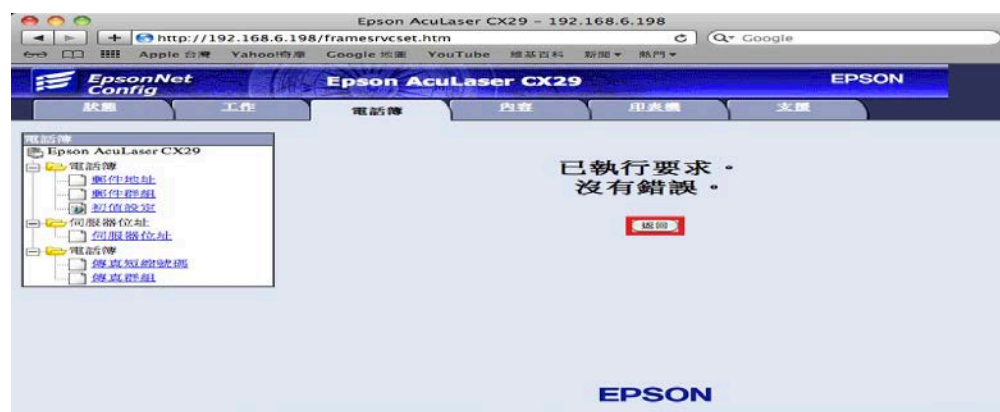 Epson AcuLaser CX29 – 192.168.6.198
http://192.168.6.198/framesrvcset.htm
Google
Apple 台灣 Yahoo!奇摩 Google 地圖 YouTube 維基百科 新聞 熱門
EpsonNet
Config
Epson AcuLaser CX29
EPSON
狀態 工作 電話簿 內容 印表機 支援
電話簿
Epson AcuLaser CX29
電話簿
郵件地址
郵件群組
初值設定
伺服器位址
伺服器位址
電話簿
傳真短縮號碼
傳真群組
已執行要求。
沒有錯誤。
返回
EPSON